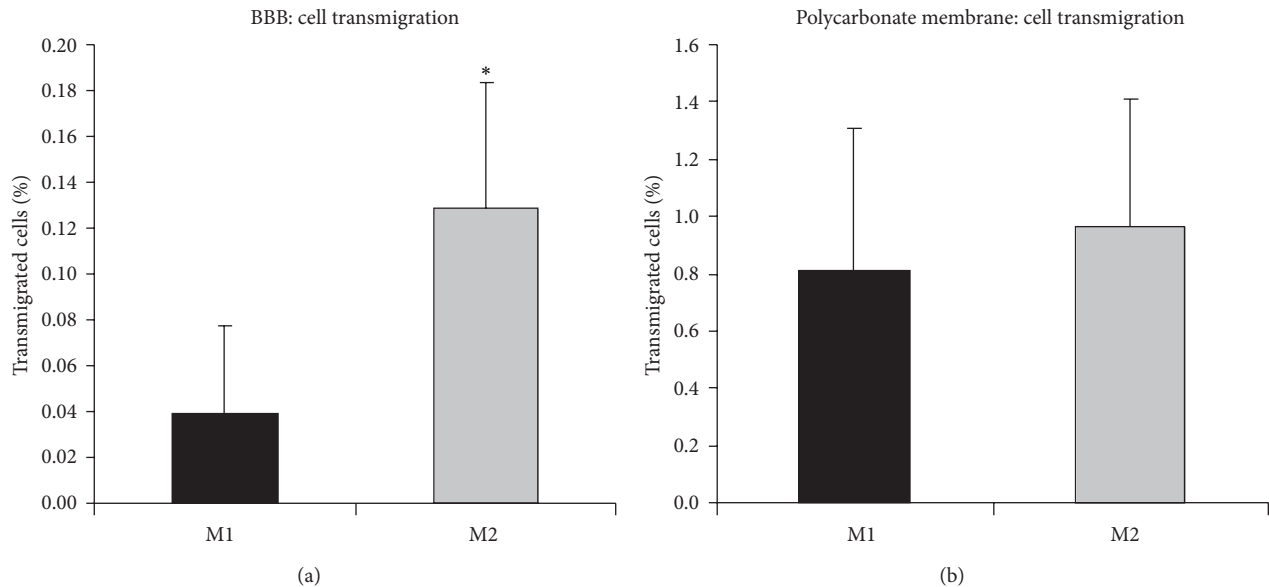 BBB: cell transmigration
Transmigrated cells (%)
0.20
0.18
0.16
0.14
0.12
0.10
0.08
0.06
0.04
0.02
0.00
*
M1
M2
(a)
Polycarbonate membrane: cell transmigration
Transmigrated cells (%)
1.6
1.4
1.2
1.0
0.8
0.6
0.4
0.2
0.0
M1
M2
(b)